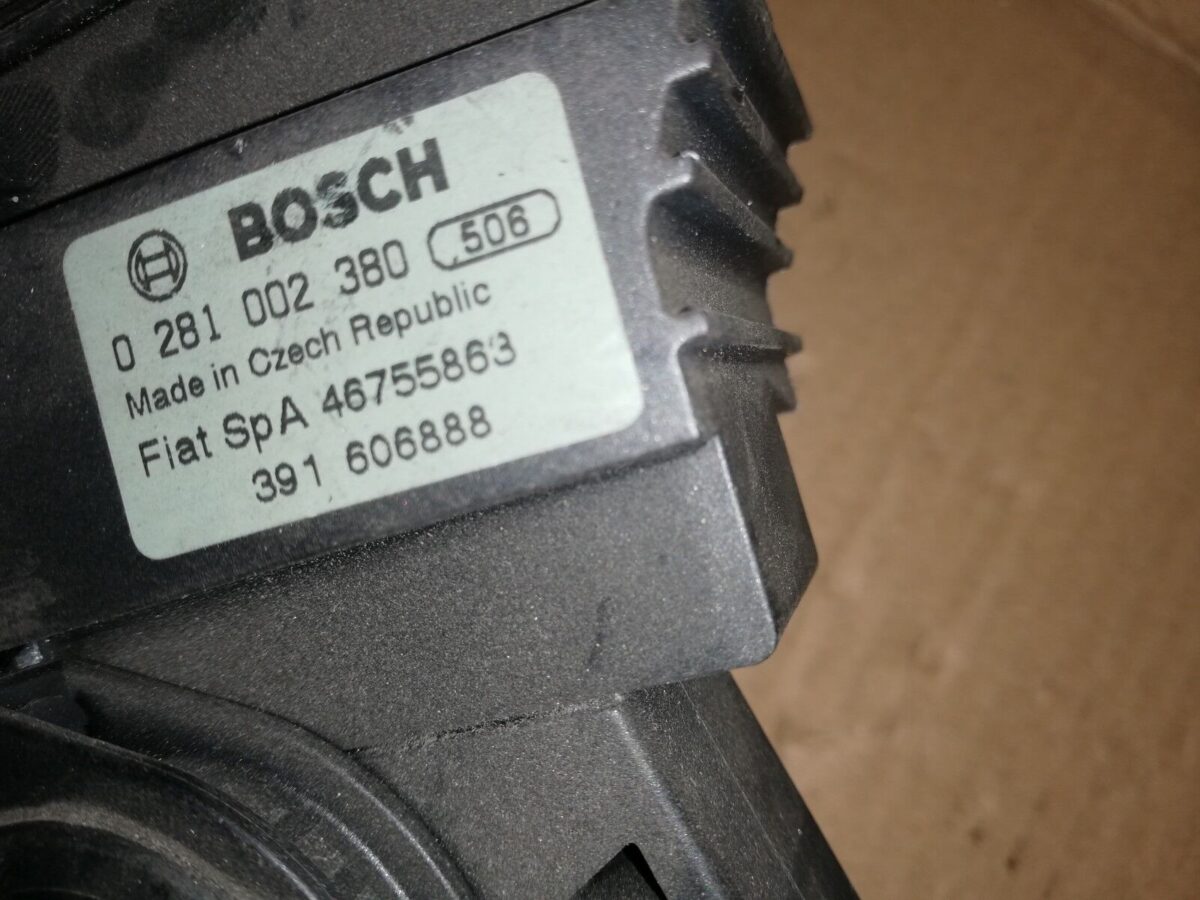 BOSCH
0 281 002 380 506
Made in Czech Republic
Fiat SpA 46755863
391 606888